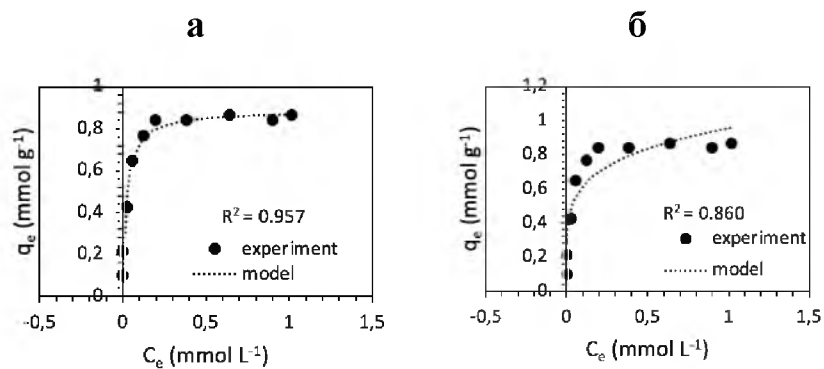 а
1
0,8
0,6
0,4
0,2
0
-0,5
0
0,5
1
1,5
qe (mmol g-1)
Ce (mmol L-1)
R2 = 0.957
experiment
model
б
1,2
1
0,8
0,6
0,4
0,2
0
-0,5
0
0,5
1
1,5
qe (mmol g-1)
Ce (mmol L-1)
R2 = 0.860
experiment
model